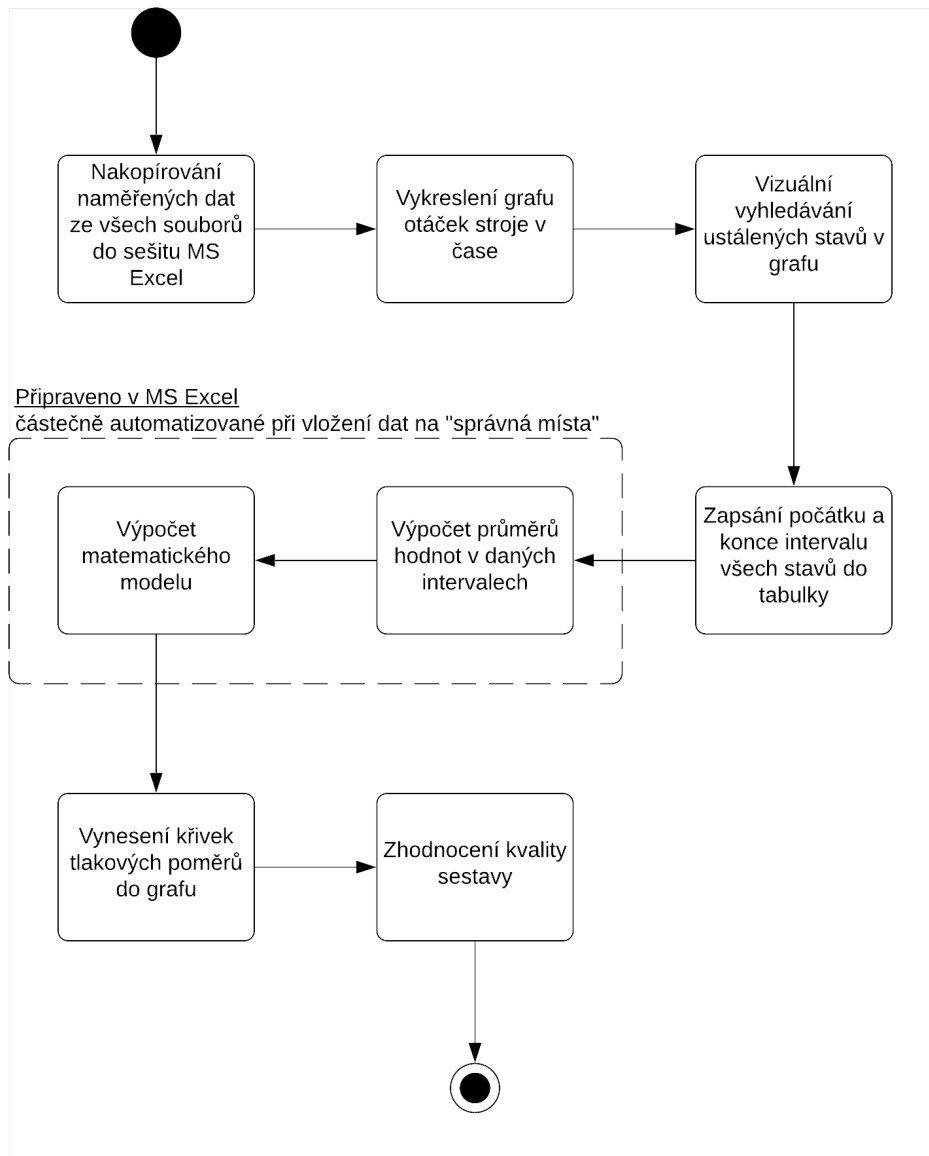 Nakopírování
naměřených dat
ze všech souborů
do sešitu MS
Excel
Vykreslení grafu
otáček stroje v
čase
Vizuální
vyhledávání
ustálených stavů v
grafu
Připraveno v MS Excel
částečně automatizované při vložení dat na "správná místa"
Výpočet
matematického
modelu
Výpočet průměrů
hodnot v daných
intervalech
Zapsání počátku a
konce intervalu
všech stavů do
tabulky
Vynesení křivek
tlakových poměrů
do grafu
Zhodnocení kvality
sestavy